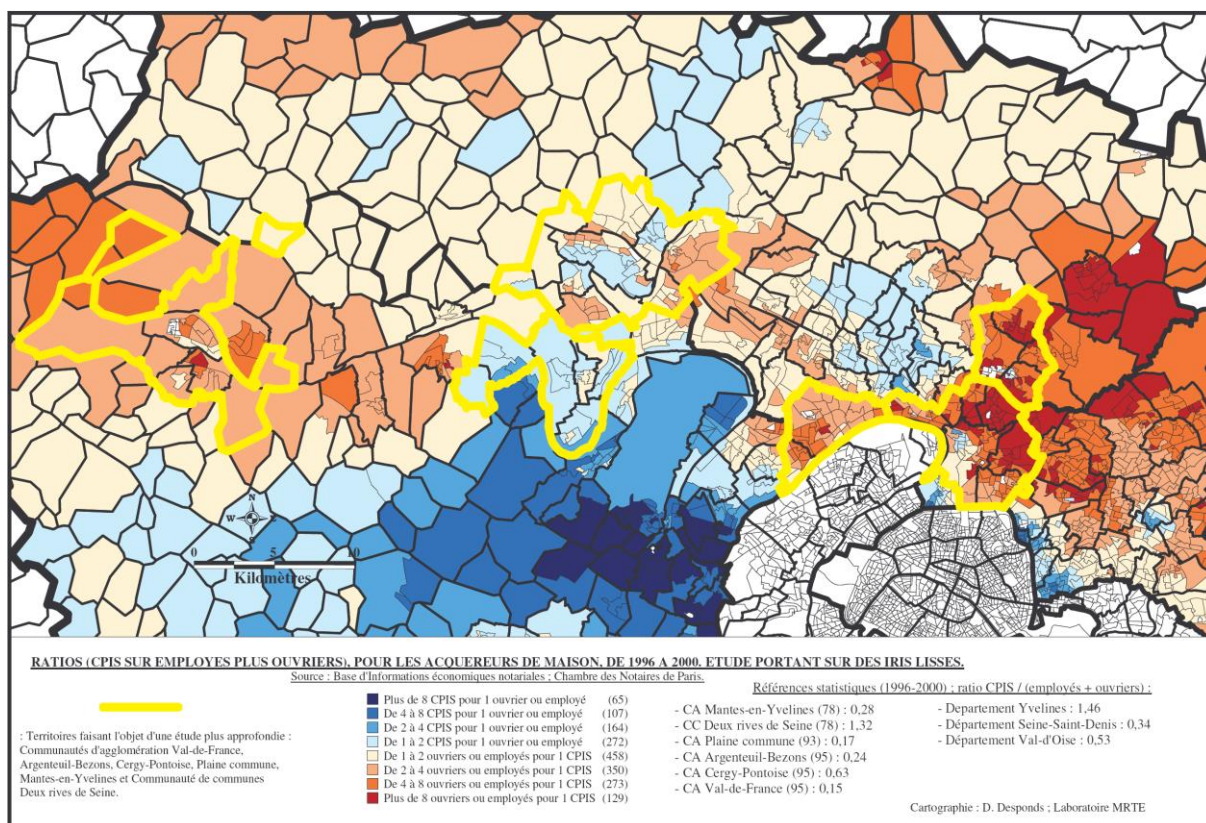 N
W
E
S
0 5 10
Kilomètres
RATIOS (CPIS SUR EMPLOYES PLUS OUVRIERS), POUR LES ACQUEREURS DE MAISON, DE 1996 A 2000. ETUDE PORTANT SUR DES IRIS LISSES.
Source : Base d'Informations économiques notariales ; Chambre des Notaires de Paris.
: Territoires faisant l'objet d'une étude plus approfondie :
Communautés d'agglomération Val-de-France,
Argenteuil-Bezons, Cergy-Pontoise, Plaine commune,
Mantes-en-Yvelines et Communauté de communes
Deux rives de Seine.
Plus de 8 CPIS pour 1 ouvrier ou employé (65)
De 4 à 8 CPIS pour 1 ouvrier ou employé (107)
De 2 à 4 CPIS pour 1 ouvrier ou employé (164)
De 1 à 2 CPIS pour 1 ouvrier ou employé (272)
De 1 à 2 ouvriers ou employés pour 1 CPIS (458)
De 2 à 4 ouvriers ou employés pour 1 CPIS (350)
De 4 à 8 ouvriers ou employés pour 1 CPIS (273)
Plus de 8 ouvriers ou employés pour 1 CPIS (129)
Références statistiques (1996-2000) ; ratio CPIS / (employés + ouvriers) :
- CA Mantes-en-Yvelines (78) : 0,28
- CC Deux rives de Seine (78) : 1,32
- CA Plaine commune (93) : 0,17
- CA Argenteuil-Bezons (95) : 0,24
- CA Cergy-Pontoise (95) : 0,63
- CA Val-de-France (95) : 0,15
- Departement Yvelines : 1,46
- Département Seine-Saint-Denis : 0,34
- Département Val-d'Oise : 0,53
Cartographie : D. Desponds ; Laboratoire MRTE